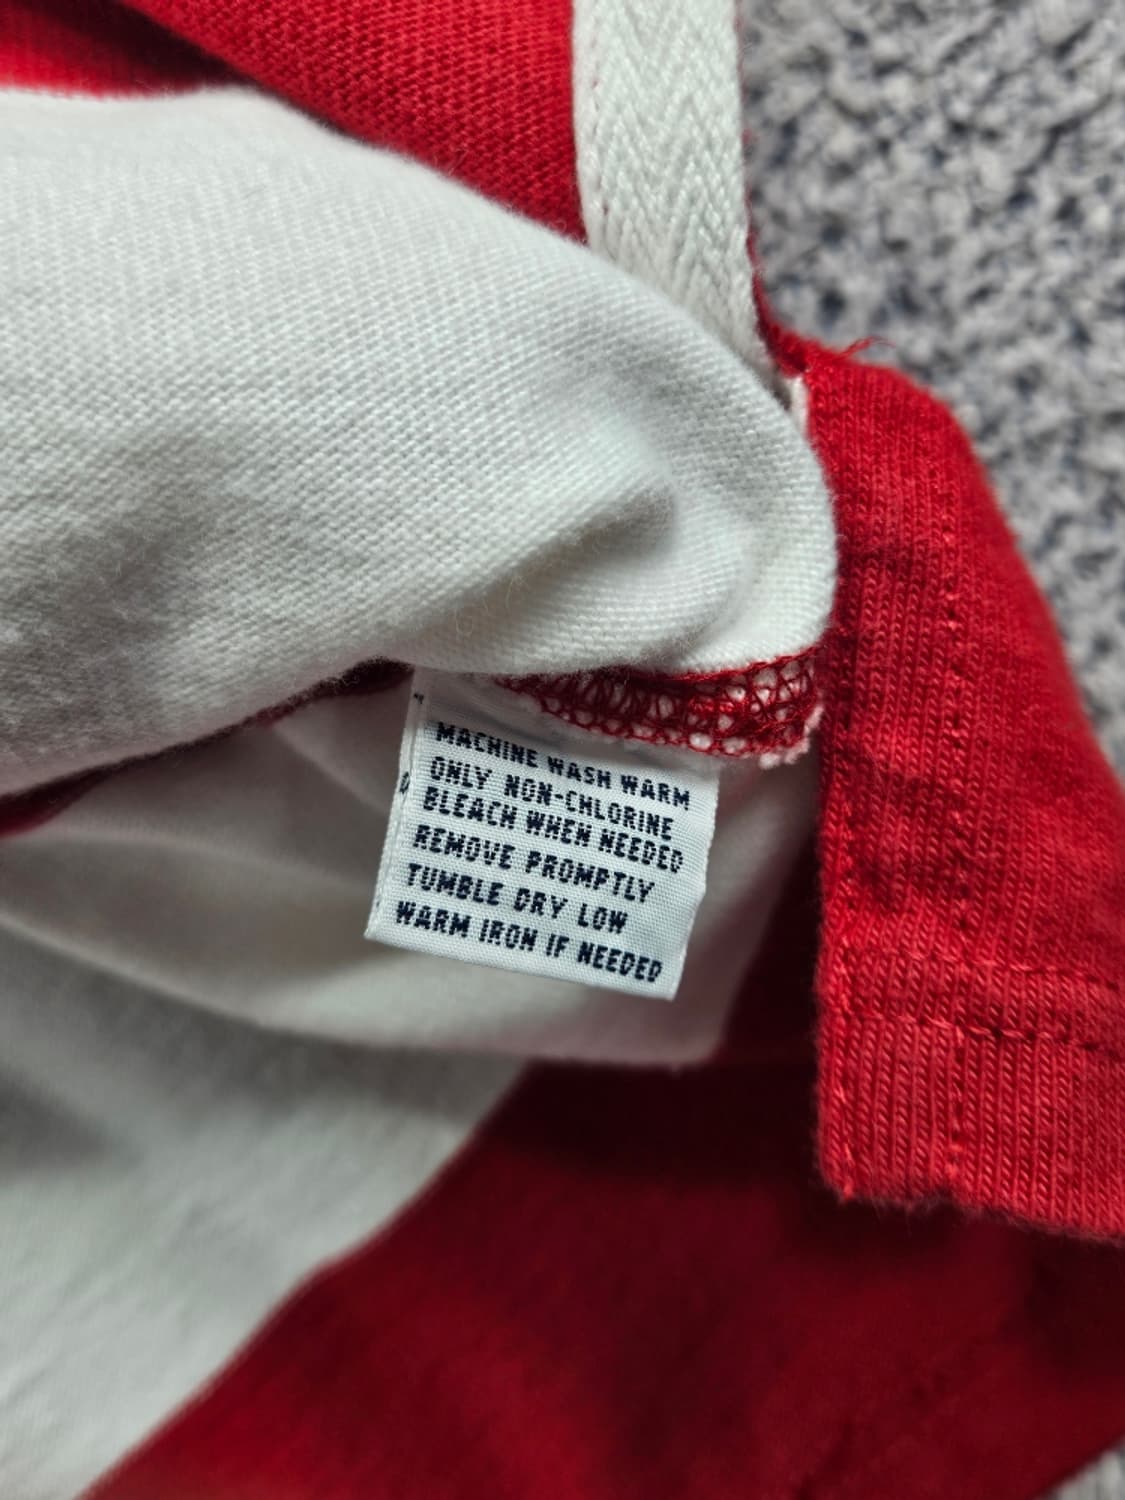 MACHINE WASH WARM
ONLY NON-CHLORINE
BLEACH WHEN NEEDED
REMOVE PROMPTLY
TUMBLE DRY LOW
WARM IRON IF NEEDED